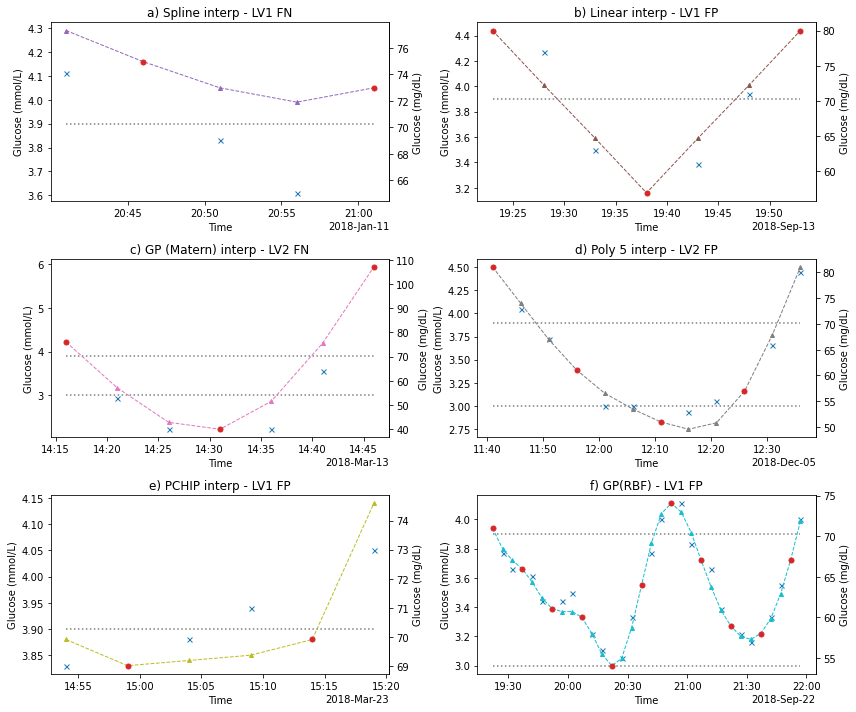 a) Spline interp - LV1 FN
4.3
4.2
4.1
4.0
3.9
3.8
3.7
3.6
Glucose (mmol/L)
76
74
72
70
68
66
Glucose (mg/dL)
20:45 20:50 20:55 21:00
Time
2018-Jan-11
b) Linear interp - LV1 FP
4.4
4.2
4.0
3.8
3.6
3.4
3.2
Glucose (mmol/L)
80
75
70
65
60
Glucose (mg/dL)
19:25 19:30 19:35 19:40 19:45 19:50
Time
2018-Sep-13
c) GP (Matern) interp - LV2 FN
6
5
4
3
Glucose (mmol/L)
110
100
90
80
70
60
50
40
Glucose (mg/dL)
14:15 14:20 14:25 14:30 14:35 14:40 14:45
Time
2018-Mar-13
d) Poly 5 interp - LV2 FP
4.50
4.25
4.00
3.75
3.50
3.25
3.00
2.75
Glucose (mmol/L)
80
75
70
65
60
55
50
Glucose (mg/dL)
11:40 11:50 12:00 12:10 12:20 12:30
Time
2018-Dec-05
e) PCHIP interp - LV1 FP
4.15
4.10
4.05
4.00
3.95
3.90
3.85
Glucose (mmol/L)
74
73
72
71
70
69
Glucose (mg/dL)
14:55 15:00 15:05 15:10 15:15 15:20
Time
2018-Mar-23
f) GP(RBF) - LV1 FP
4.0
3.8
3.6
3.4
3.2
3.0
Glucose (mmol/L)
75
70
65
60
55
Glucose (mg/dL)
19:30 20:00 20:30 21:00 21:30 22:00
Time
2018-Sep-22